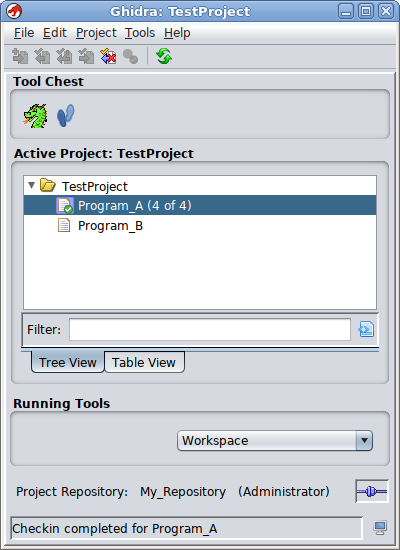 Ghidra: TestProject
File Edit Project Tools Help
Tool Chest
Active Project: TestProject
TestProject
Program_A (4 of 4)
Program_B
Filter:
Tree View Table View
Running Tools
Workspace
Project Repository: My_Repository (Administrator)
Checkin completed for Program_A